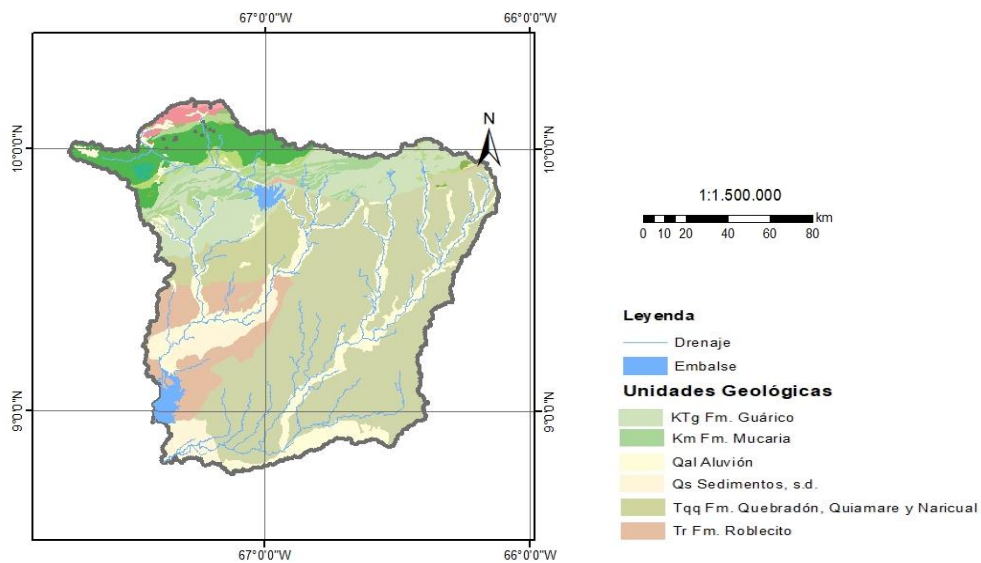 67°0'0"W
66°0'0"W
10°0'0"N
10°0'0"N
9°0'0"N
9°0'0"N
67°0'0"W
66°0'0"W
N
1:1.500.000
km
0 10 20 40 60 80
Leyenda
Drenaje
Embalse
Unidades Geológicas
KTg Fm. Guárico
Km Fm. Mucaria
Qal Aluvión
Qs Sedimentos, s.d.
Tqq Fm. Quebradón, Quiamare y Naricual
Tr Fm. Roblecito